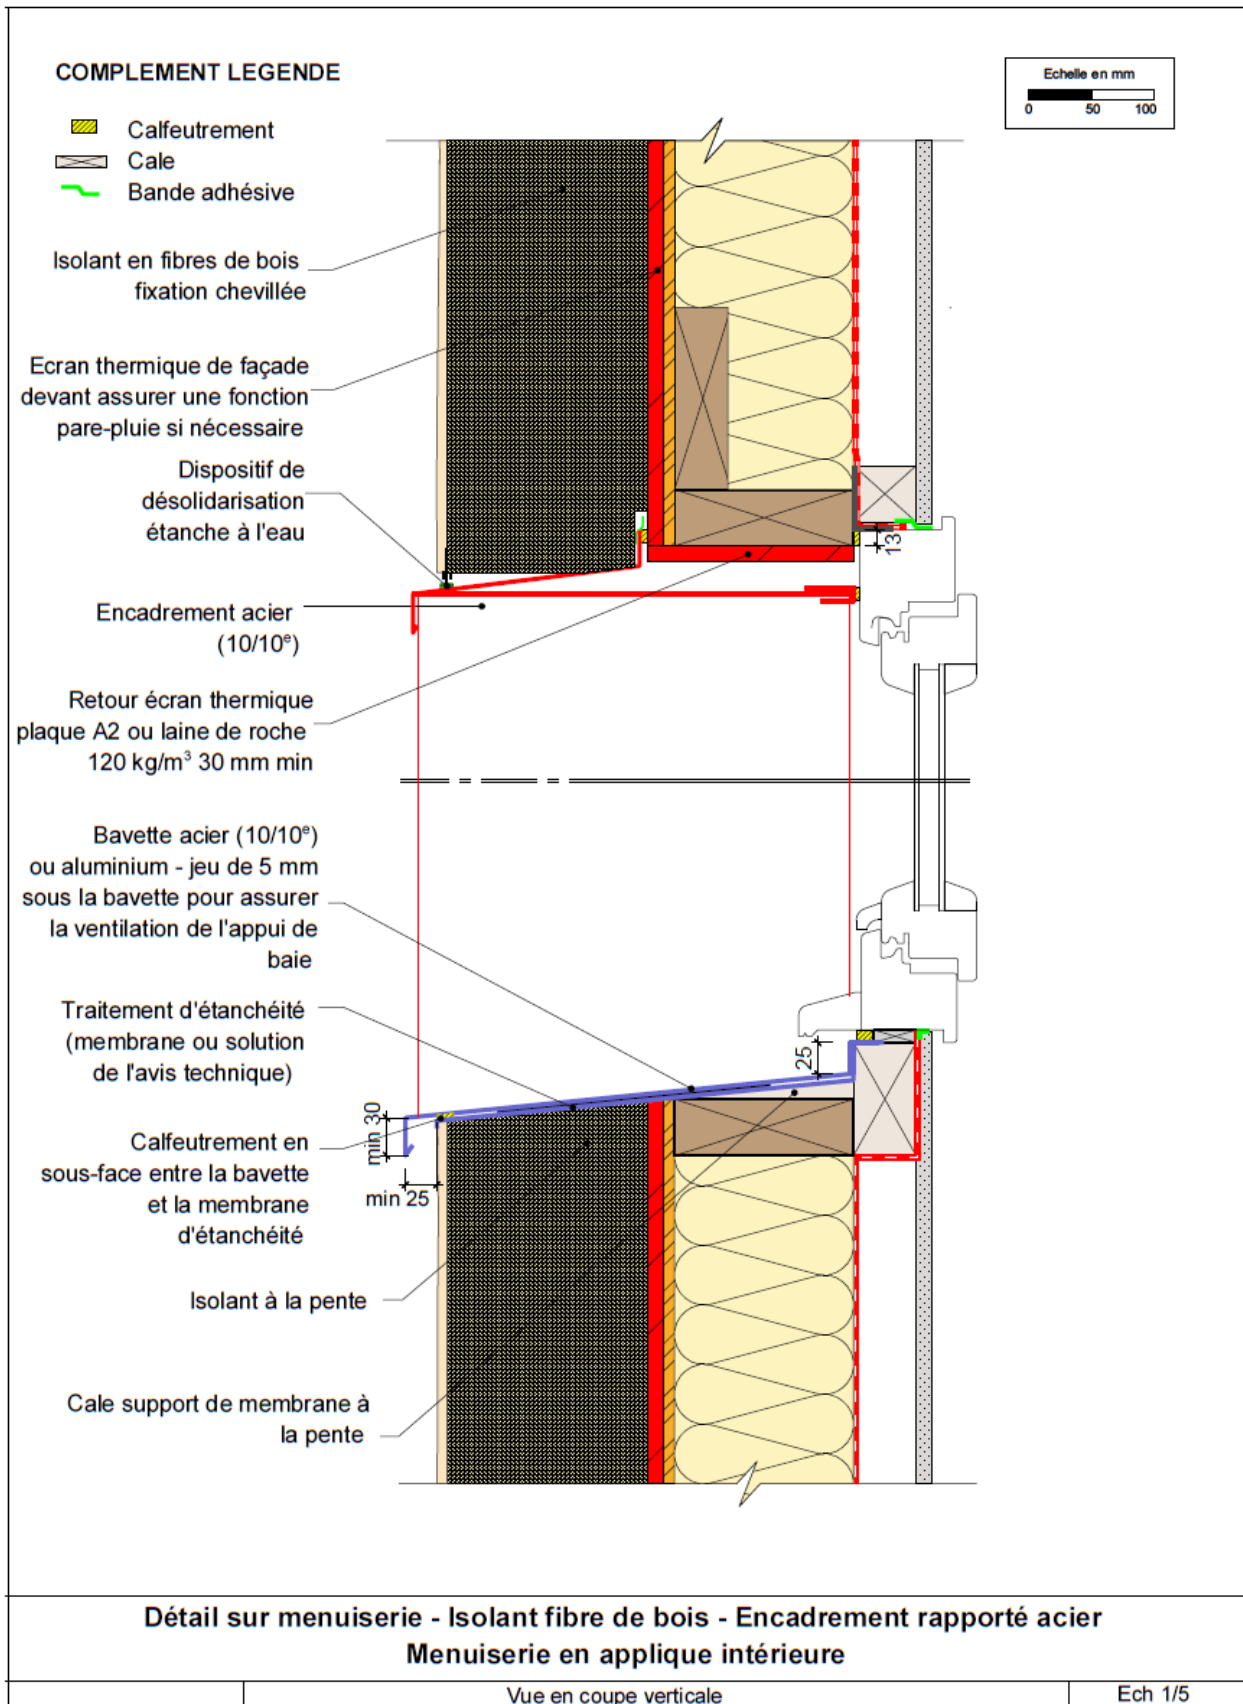 COMPLEMENT LEGENDE
Echelle en mm
0 50 100
Calfeutrement
Cale
Bande adhésive
Isolant en fibres de bois
fixation chevillée
Ecran thermique de façade
devant assurer une fonction
pare-pluie si nécessaire
Dispositif de
désolidarisation
étanche à l'eau
13
Encadrement acier
(10/10ᵉ)
Retour écran thermique
plaque A2 ou laine de roche
120 kg/m³ 30 mm min
Bavette acier (10/10ᵉ)
ou aluminium - jeu de 5 mm
sous la bavette pour assurer
la ventilation de l'appui de
baie
Traitement d'étanchéité
(membrane ou solution
de l'avis technique)
25
min 30
Calfeutrement en
sous-face entre la bavette
et la membrane
d'étanchéité
min 25
Isolant à la pente
Cale support de membrane à
la pente
Détail sur menuiserie - Isolant fibre de bois - Encadrement rapporté acier
Menuiserie en applique intérieure
Vue en coupe verticale
Ech 1/5